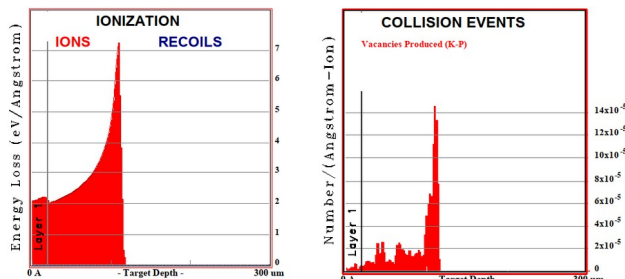 IONIZATION
IONS
RECOILS
Energy Loss (eV/Angstrom)
7
6
5
4
3
2
1
0
Layer 1
0 A
- Target Depth -
300 um
COLLISION EVENTS
Vacancies Produced (K-P)
Number/(Angstrom-Ion)
14x10-5
12x10-5
10x10-5
8x10-5
6x10-5
4x10-5
2x10-5
0
Layer 1
0 A
- Target Depth -
300 um